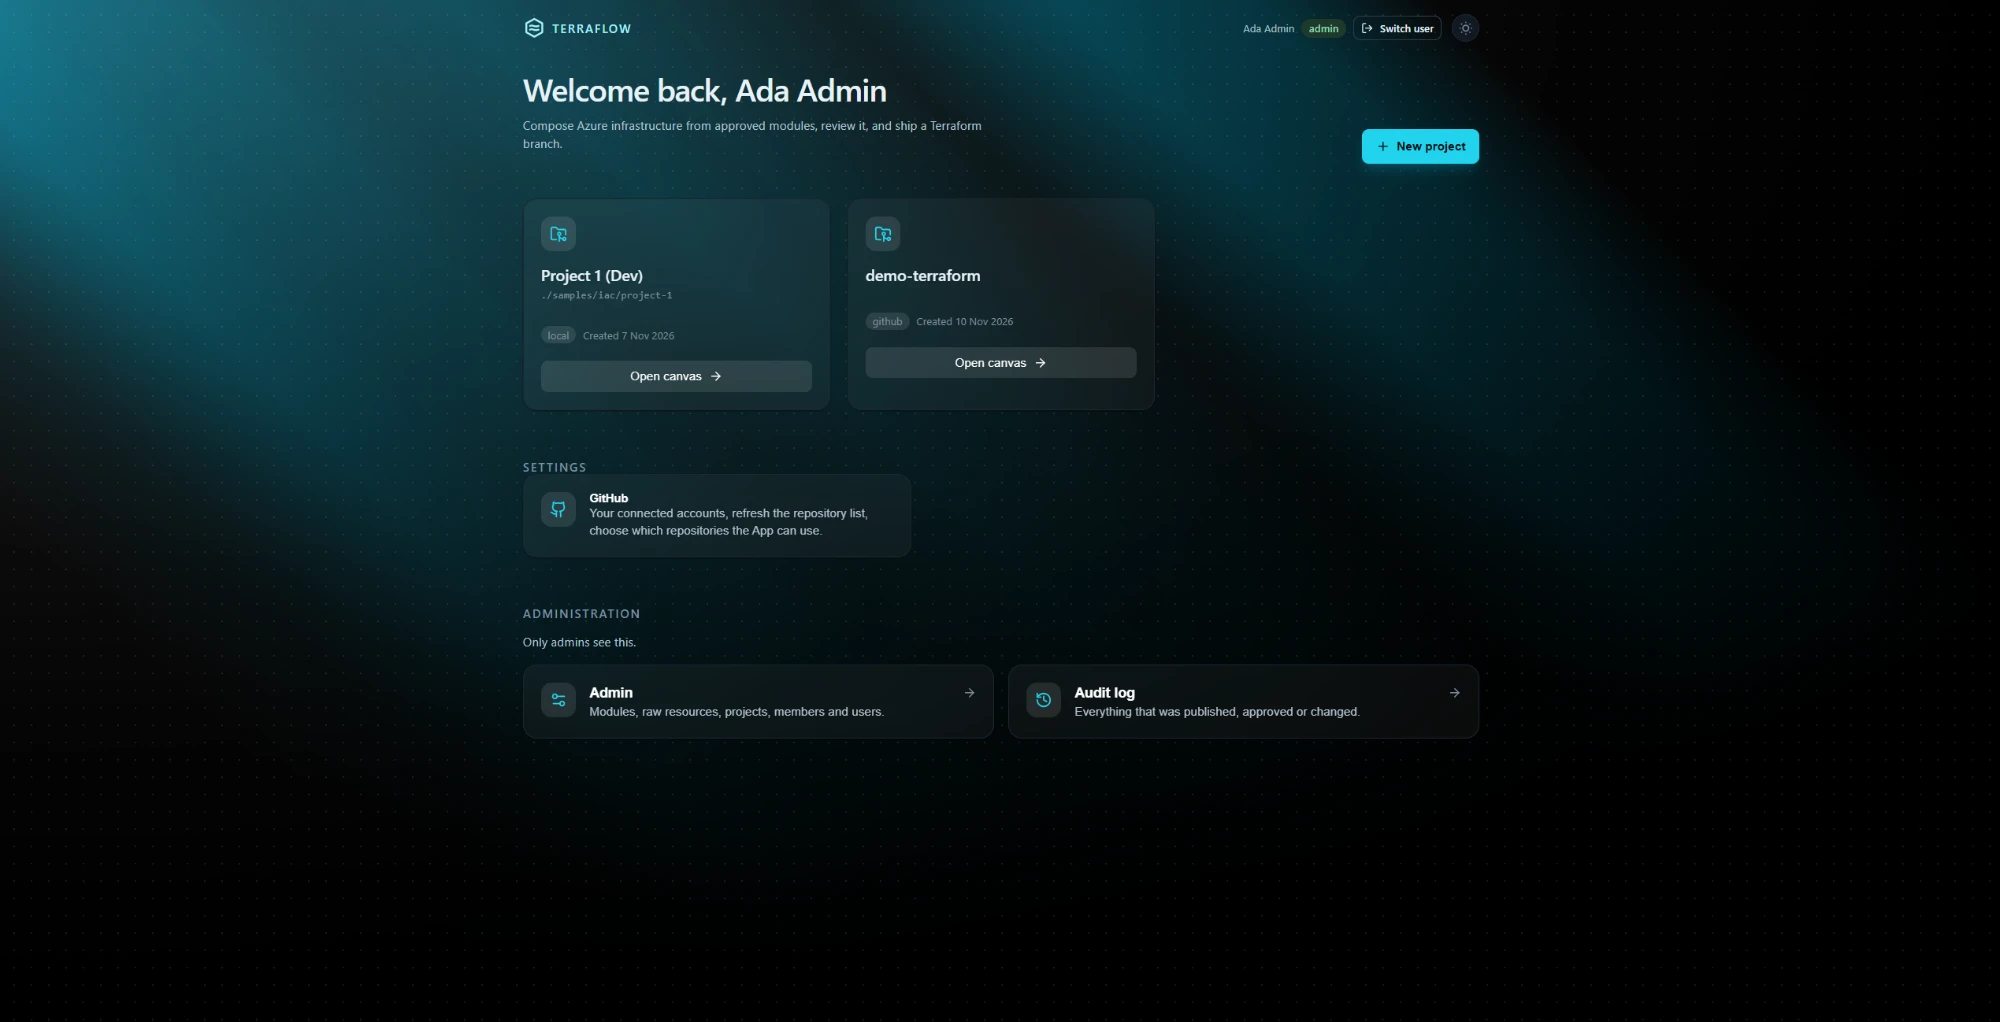 TERRAFLOW
Ada Admin admin Switch user
Welcome back, Ada Admin
Compose Azure infrastructure from approved modules, review it, and ship a Terraform
branch.
New project
Project 1 (Dev)
./samples/iac/project-1
local Created 7 Nov 2026
Open canvas
demo-terraform
github Created 10 Nov 2026
Open canvas
SETTINGS
GitHub
Your connected accounts, refresh the repository list,
choose which repositories the App can use.
ADMINISTRATION
Only admins see this.
Admin
Modules, raw resources, projects, members and users.
Audit log
Everything that was published, approved or changed.